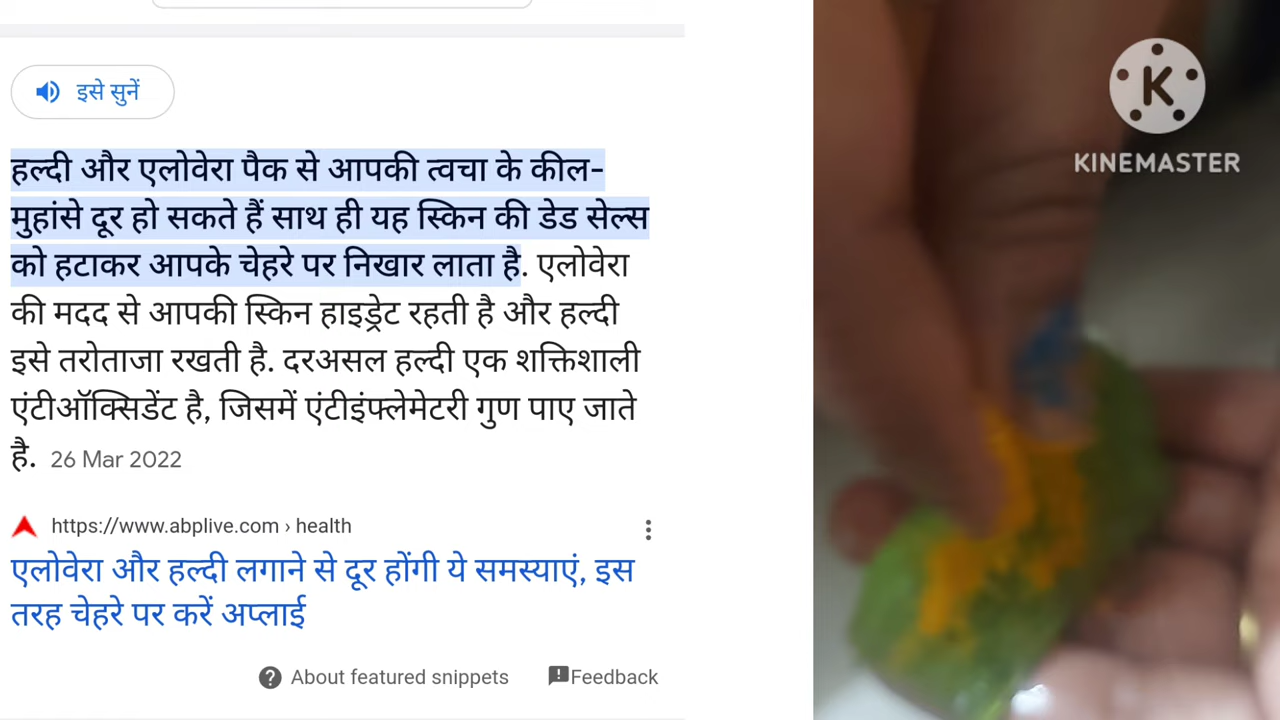 इसे सुनें
हल्दी और एलोवेरा पैक से आपकी त्वचा के कील-
मुहांसे दूर हो सकते हैं साथ ही यह स्किन की डेड सेल्स
को हटाकर आपके चेहरे पर निखार लाता है. एलोवेरा
की मदद से आपकी स्किन हाइड्रेट रहती है और हल्दी
इसे तरोताजा रखती है. दरअसल हल्दी एक शक्तिशाली
एंटीऑक्सिडेंट है, जिसमें एंटीइंफ्लेमेटरी गुण पाए जाते
है. 26 Mar 2022
https://www.abplive.com › health
एलोवेरा और हल्दी लगाने से दूर होंगी ये समस्याएं, इस
तरह चेहरे पर करें अप्लाई
About featured snippets Feedback
K
KINEMASTER